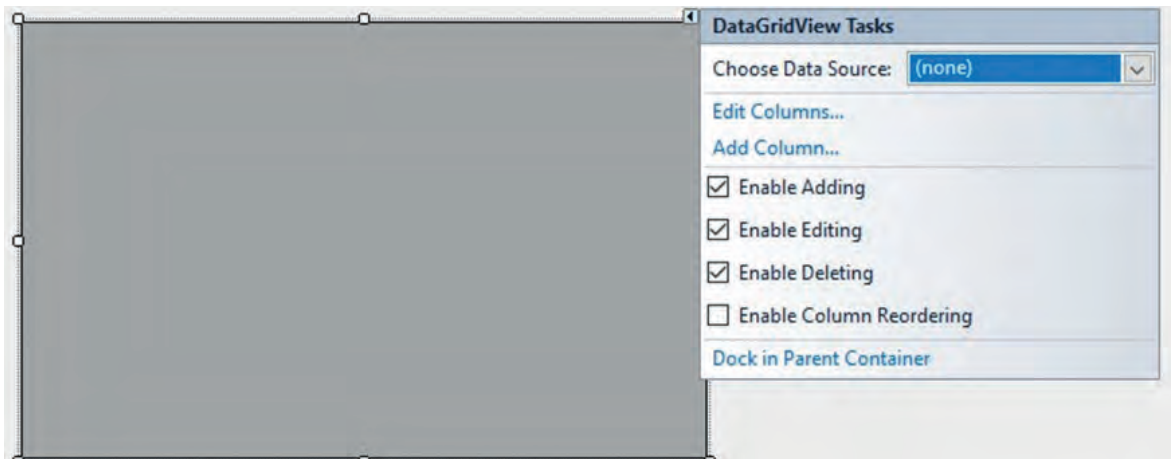 DataGridView Tasks
Choose Data Source: (none)
Edit Columns...
Add Column...
Enable Adding
Enable Editing
Enable Deleting
Enable Column Reordering
Dock in Parent Container